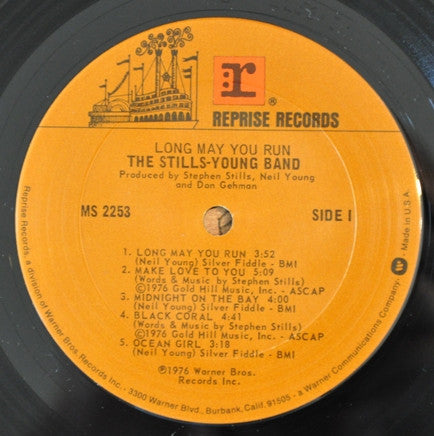 r
®
REPRISE RECORDS
LONG MAY YOU RUN
THE STILLS-YOUNG BAND
Produced by Stephen Stills, Neil Young
and Don Gehman
MS 2253
SIDE I
1. LONG MAY YOU RUN 3:52
(Neil Young) Silver Fiddle - BMI
2. MAKE LOVE TO YOU 5:09
(Words & Music by Stephen Stills)
©1976 Gold Hill Music, Inc. - ASCAP
3. MIDNIGHT ON THE BAY 4:00
(Neil Young) Silver Fiddle - BMI
4. BLACK CORAL 4:41
(Words & Music by Stephen Stills)
©1976 Gold Hill Music, Inc. - ASCAP
5. OCEAN GIRL 3:18
(Neil Young) Silver Fiddle - BMI
℗1976 Warner Bros.
Records Inc.
Reprise Records, a division of Warner Bros. Records Inc. - 3300 Warner Blvd., Burbank, Calif. 91505 - a Warner Communications Company - W Made in U.S.A.